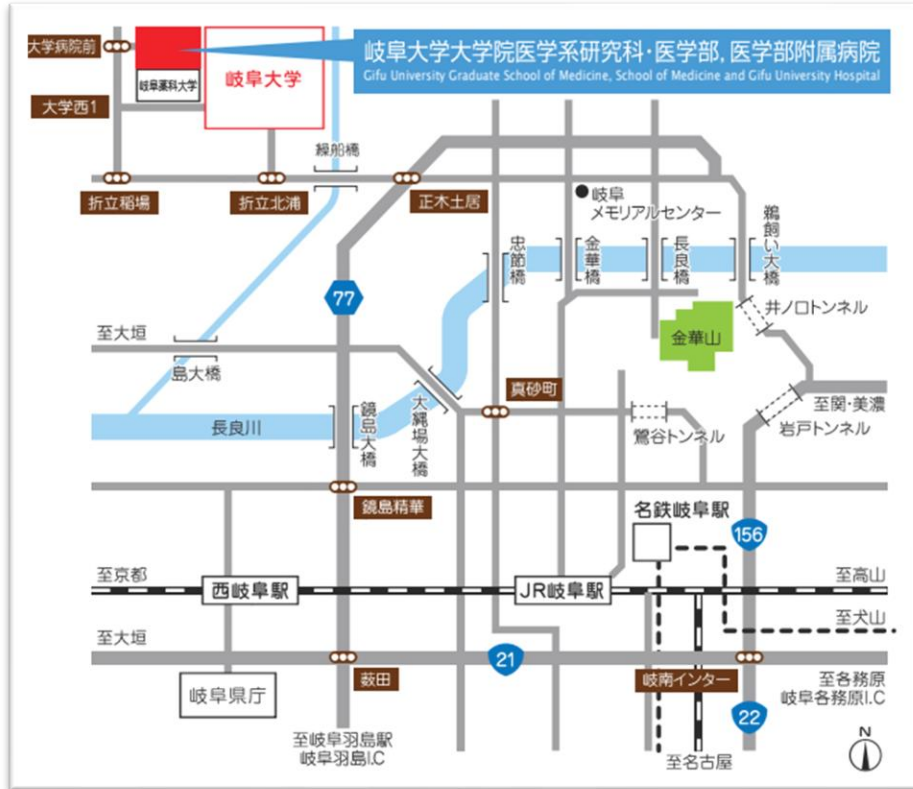 大学病院前
岐阜薬科大学
岐阜大学
岐阜大学大学院医学系研究科・医学部, 医学部附属病院
Gifu University Graduate School of Medicine, School of Medicine and Gifu University Hospital
大学西1
繰船橋
折立稲場
折立北浦
正木土居
岐阜
メモリアルセンター
忠節橋
金華橋
長良橋
鵜飼い大橋
77
井ノ口トンネル
金華山
至大垣
島大橋
真砂町
至関・美濃
長良川
鏡島大橋
大縄場大橋
鶯谷トンネル
岩戸トンネル
鏡島精華
名鉄岐阜駅
156
至京都
西岐阜駅
JR岐阜駅
至高山
至犬山
至大垣
21
薮田
岐南インター
至各務原
岐阜各務原I.C
岐阜県庁
22
至岐阜羽島駅
岐阜羽島I.C
至名古屋
N